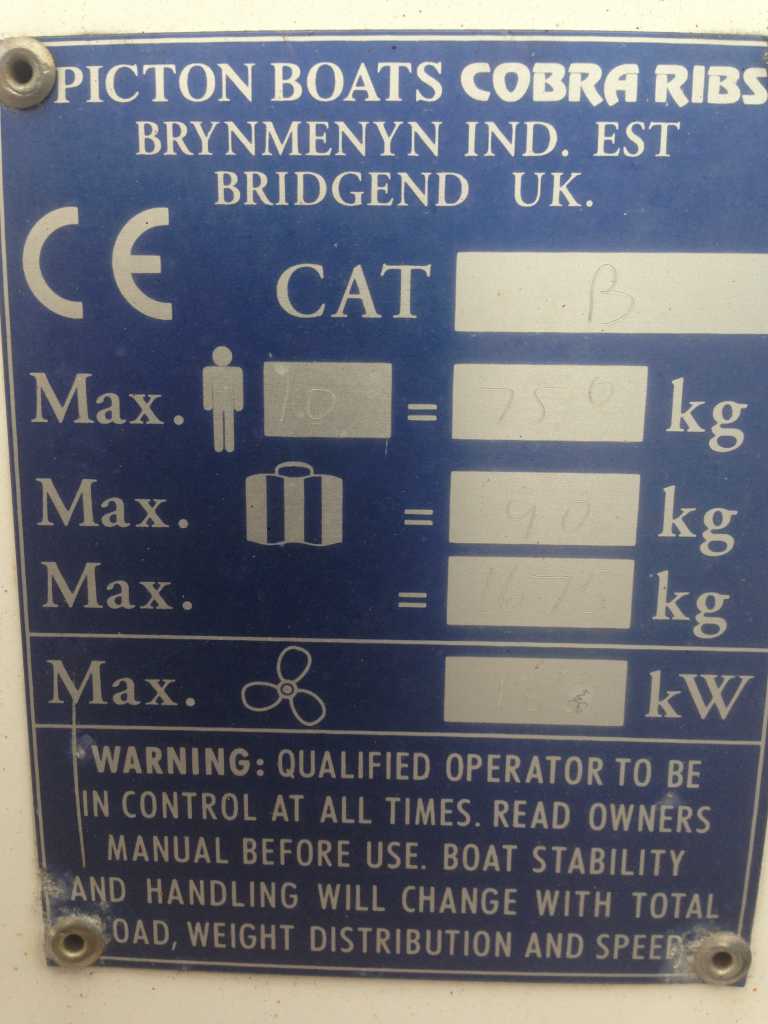 PICTON BOATS COBRA RIBS
BRYNMENYN IND. EST
BRIDGEND UK.
CE CAT B
Max. 10 = 750 kg
Max. = 90 kg
Max. = kg
Max. kW
WARNING: QUALIFIED OPERATOR TO BE
IN CONTROL AT ALL TIMES. READ OWNERS
MANUAL BEFORE USE. BOAT STABILITY
AND HANDLING WILL CHANGE WITH TOTAL
LOAD, WEIGHT DISTRIBUTION AND SPEED